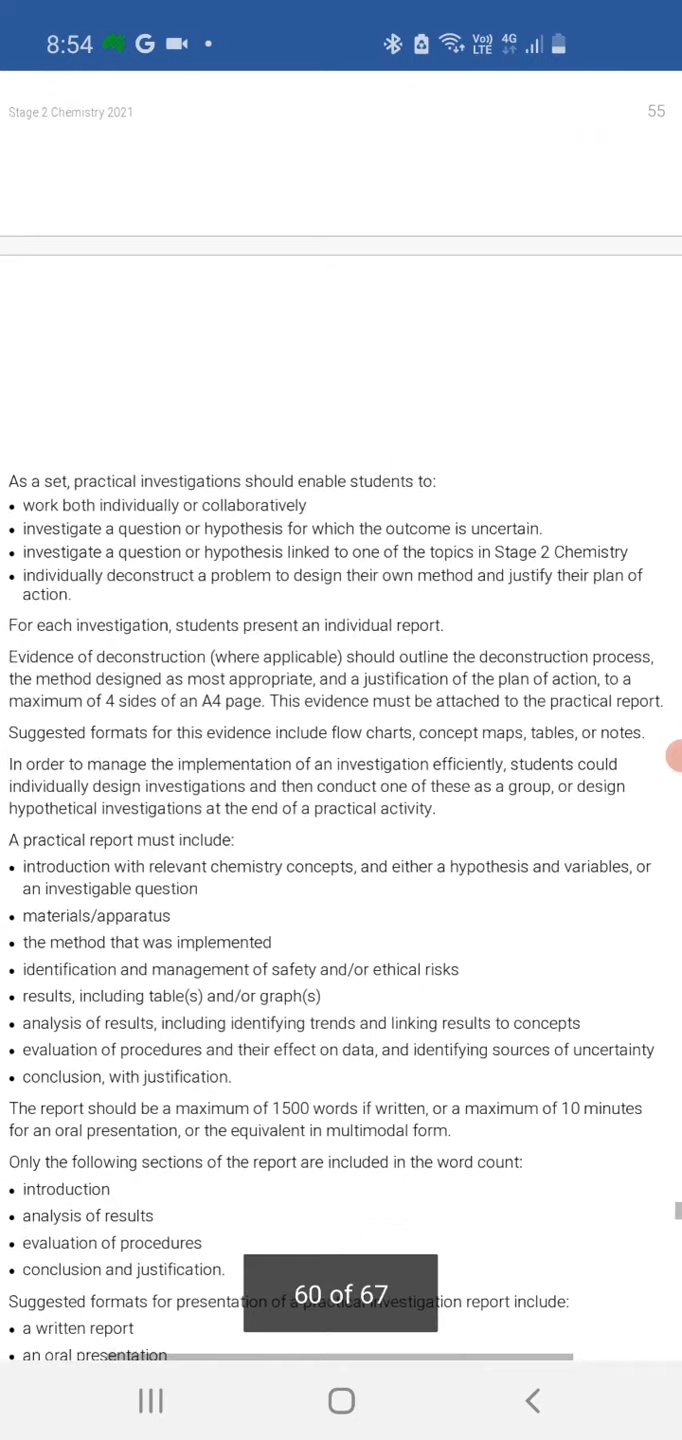 8:54
Vo)) LTE
4G
Stage 2 Chemistry 2021
55
As a set, practical investigations should enable students to:
• work both individually or collaboratively
• investigate a question or hypothesis for which the outcome is uncertain.
• investigate a question or hypothesis linked to one of the topics in Stage 2 Chemistry
• individually deconstruct a problem to design their own method and justify their plan of
action.
For each investigation, students present an individual report.
Evidence of deconstruction (where applicable) should outline the deconstruction process,
the method designed as most appropriate, and a justification of the plan of action, to a
maximum of 4 sides of an A4 page. This evidence must be attached to the practical report.
Suggested formats for this evidence include flow charts, concept maps, tables, or notes.
In order to manage the implementation of an investigation efficiently, students could
individually design investigations and then conduct one of these as a group, or design
hypothetical investigations at the end of a practical activity.
A practical report must include:
• introduction with relevant chemistry concepts, and either a hypothesis and variables, or
an investigable question
• materials/apparatus
• the method that was implemented
• identification and management of safety and/or ethical risks
• results, including table(s) and/or graph(s)
• analysis of results, including identifying trends and linking results to concepts
• evaluation of procedures and their effect on data, and identifying sources of uncertainty
• conclusion, with justification.
The report should be a maximum of 1500 words if written, or a maximum of 10 minutes
for an oral presentation, or the equivalent in multimodal form.
Only the following sections of the report are included in the word count:
• introduction
• analysis of results
• evaluation of procedures
• conclusion and justification.
60 of 67
Suggested formats for presentation of a practical investigation report include:
• a written report
• an oral presentation